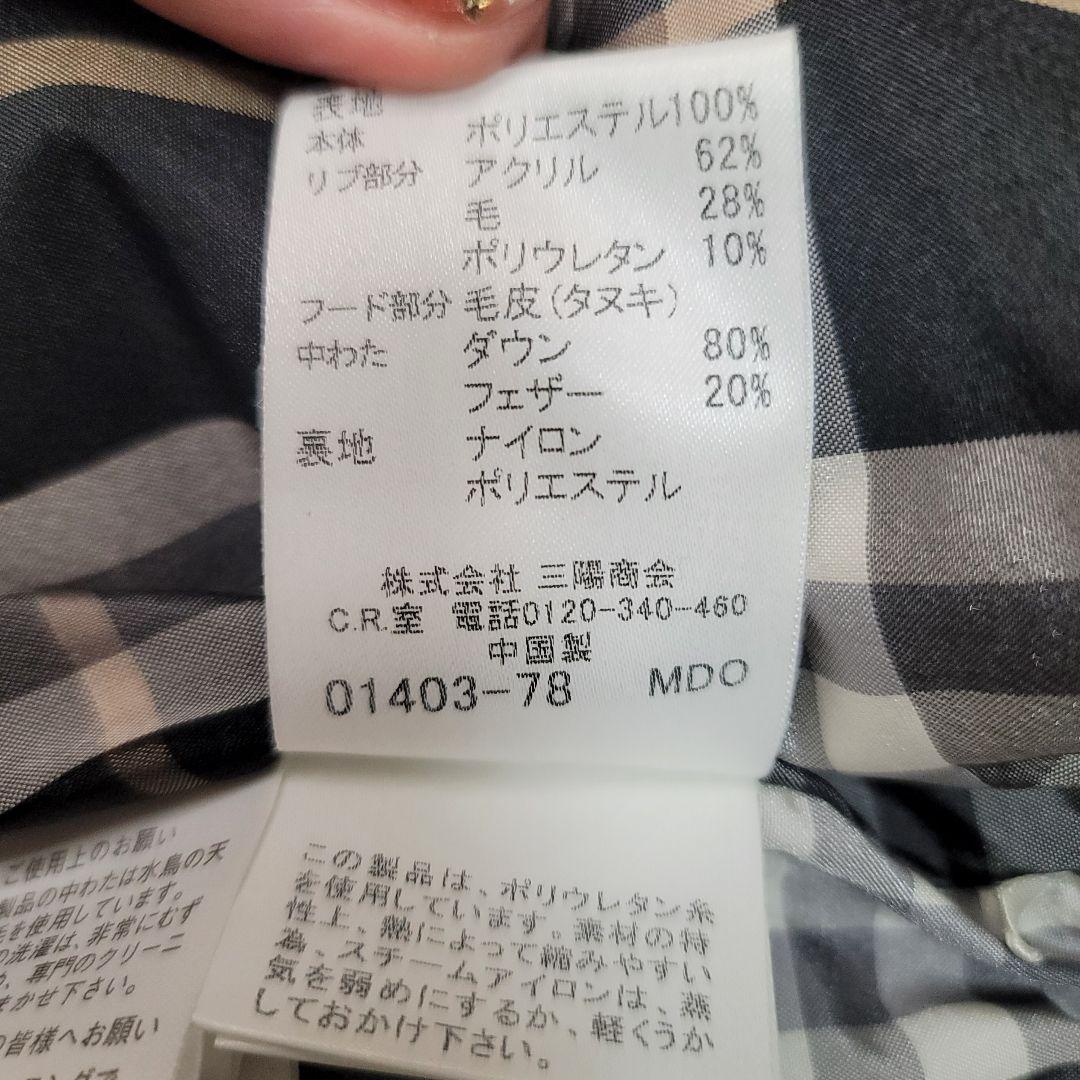 表地
本体 ポリエステル100%
リブ部分 アクリル 62%
毛 28%
ポリウレタン 10%
フード部分 毛皮(タヌキ)
中わた ダウン 80%
フェザー 20%
裏地 ナイロン
ポリエステル
株式会社 三陽商会
C.R.室 電話0120-340-460
中国製
01403-78 MDO
ご使用上のお願い
製品の中わたは水鳥の天
毛を使用しています。
の洗濯は、非常にむず
、専門のクリーニ
まかせ下さい。
の皆様へお願い
この製品は、ポリウレタン糸
を使用しています。素材の特
性上、熱によって縮みやすい
為、スチームアイロンは、蒸
気を弱めにするか、軽くうか
しておかけ下さい。